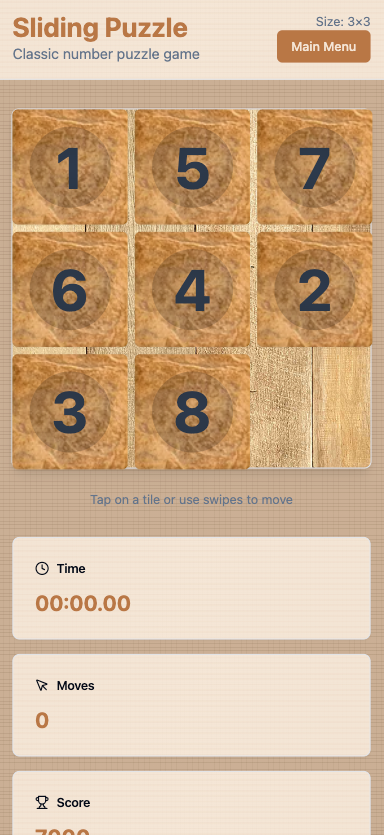 Sliding Puzzle
Classic number puzzle game
Size: 3×3
Main Menu
1 5 7
6 4 2
3 8
Tap on a tile or use swipes to move
Time
00:00.00
Moves
0
Score